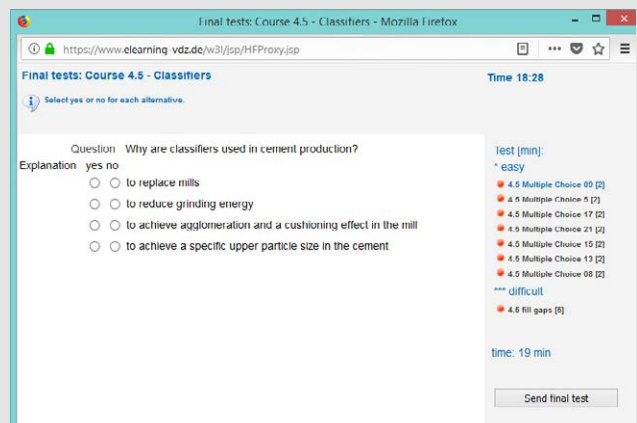 Final tests: Course 4.5 - Classifiers - Mozilla Firefox
https://www.elearning-vdz.de/w3l/jsp/HFProxy.jsp
Final tests: Course 4.5 - Classifiers
Time 18:28
Select yes or no for each alternative.
Question Why are classifiers used in cement production?
Explanation yes no
to replace mills
to reduce grinding energy
to achieve agglomeration and a cushioning effect in the mill
to achieve a specific upper particle size in the cement
Test [min]:
* easy
4.5 Multiple Choice 09 [2]
4.5 Multiple Choice 5 [2]
4.5 Multiple Choice 17 [2]
4.5 Multiple Choice 21 [2]
4.5 Multiple Choice 15 [2]
4.5 Multiple Choice 13 [2]
4.5 Multiple Choice 08 [2]
*** difficult
4.5 fill gaps [5]
time: 19 min
Send final test